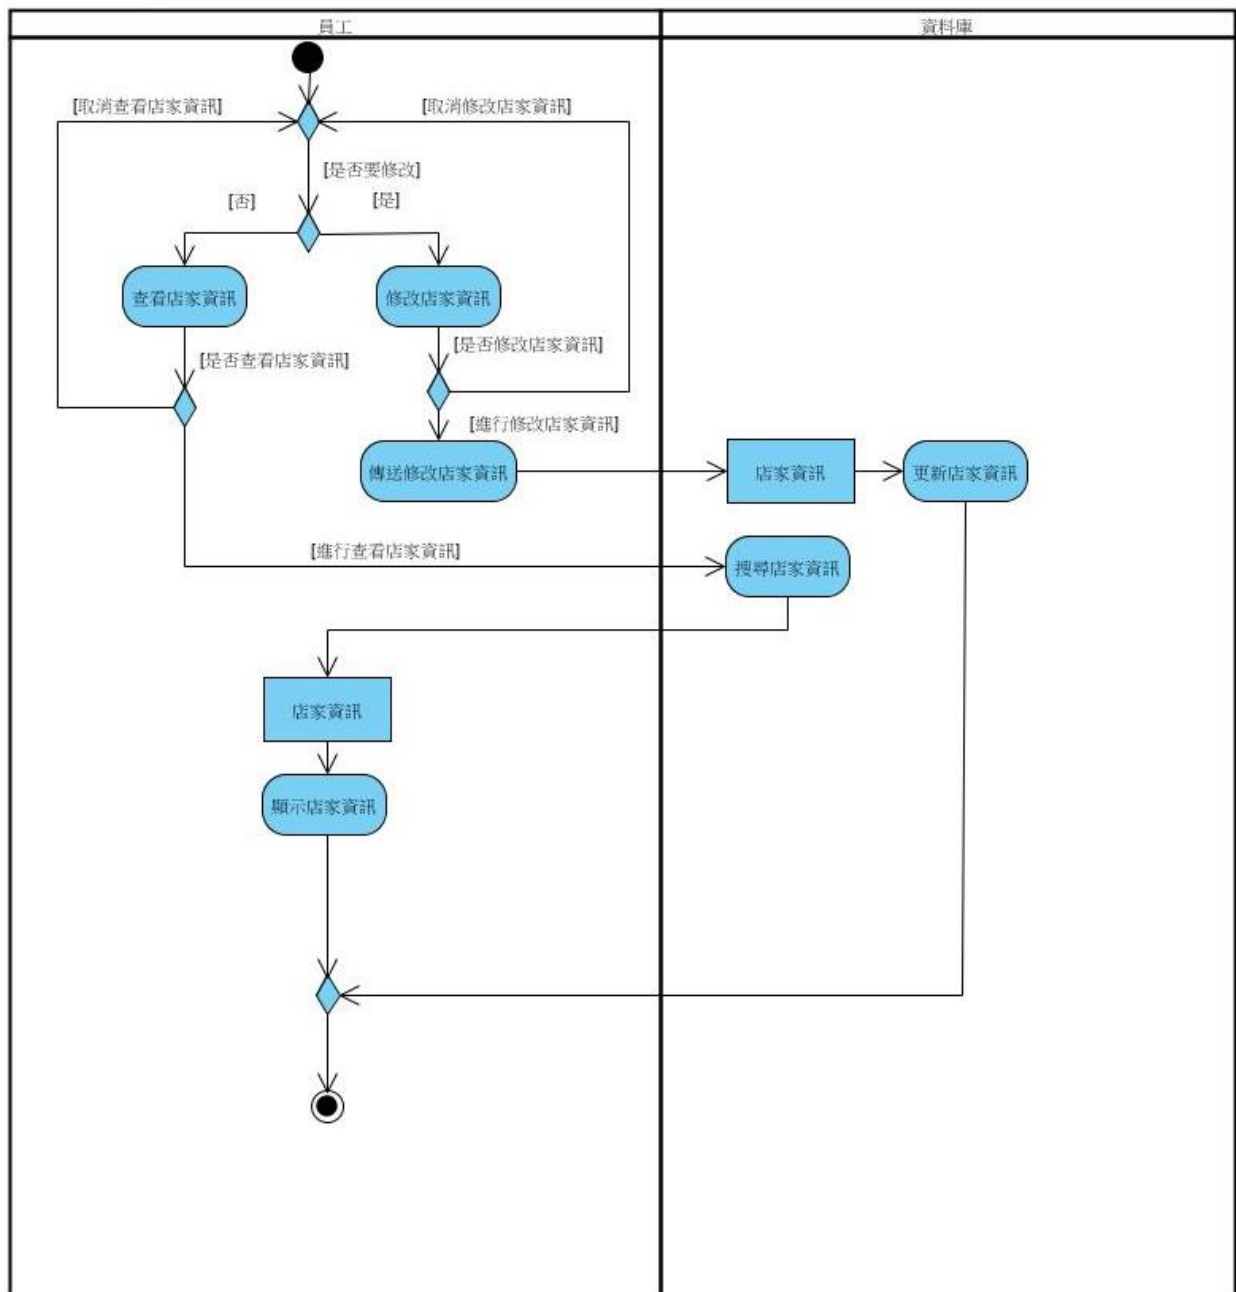 員工
資料庫
[取消查看店家資訊]
[取消修改店家資訊]
[是否要修改]
[否]
[是]
查看店家資訊
修改店家資訊
[是否查看店家資訊]
[是否修改店家資訊]
[進行修改店家資訊]
傳送修改店家資訊
店家資訊
更新店家資訊
[進行查看店家資訊]
搜尋店家資訊
店家資訊
顯示店家資訊